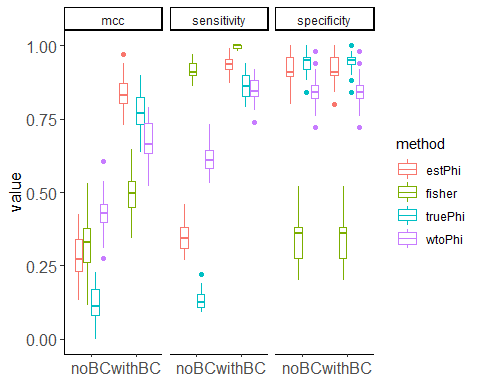 mcc sensitivity specificity
1.00
0.75
0.50
0.25
0.00
value
noBCwithBC noBCwithBC noBCwithBC
method
estPhi
fisher
truePhi
wtoPhi